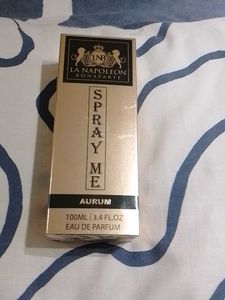 LNB
LA NAPOLEON
BONAPARTE
SPRAY ME
AURUM
100ML | 3.4 FL.OZ
EAU DE PARFUM